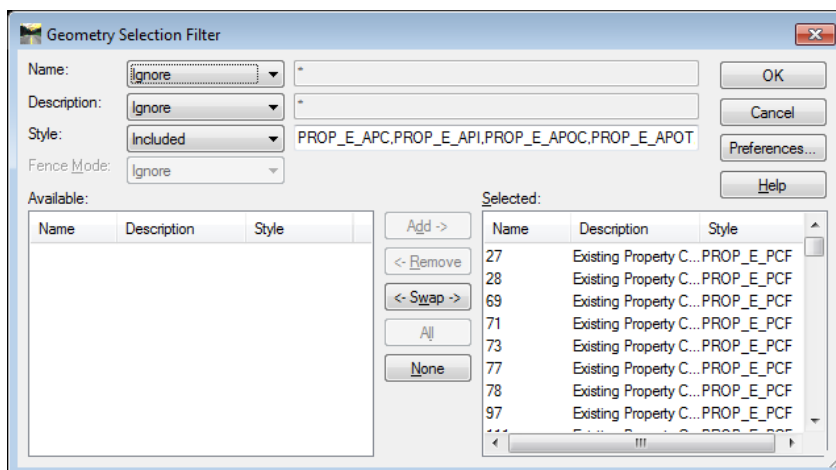 Geometry Selection Filter
Name: Ignore *
OK
Description: Ignore *
Cancel
Style: Included PROP_E_APC,PROP_E_API,PROP_E_APOC,PROP_E_APOT
Preferences...
Fence Mode: Ignore
Help
Available:
Selected:
Name Description Style
Add ->
<- Remove
<- Swap ->
All
None
Name Description Style
27 Existing Property C... PROP_E_PCF
28 Existing Property C... PROP_E_PCF
69 Existing Property C... PROP_E_PCF
71 Existing Property C... PROP_E_PCF
73 Existing Property C... PROP_E_PCF
77 Existing Property C... PROP_E_PCF
78 Existing Property C... PROP_E_PCF
97 Existing Property C... PROP_E_PCF